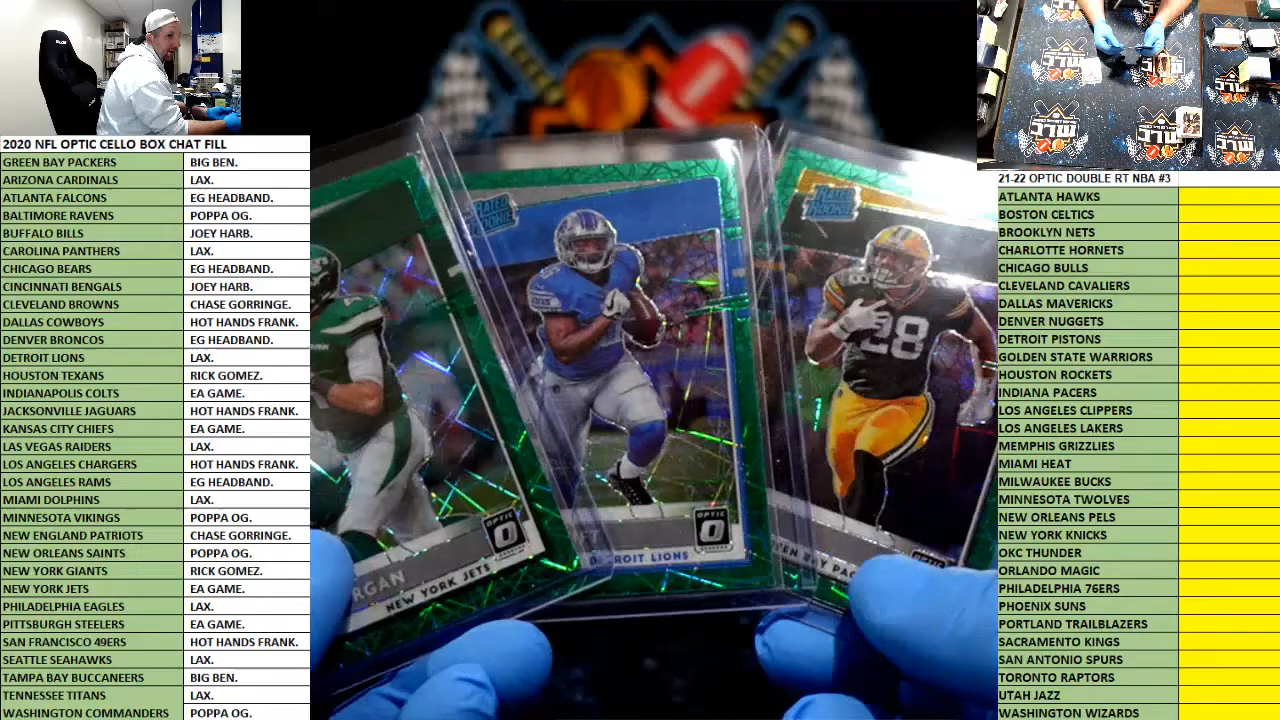 2020 NFL OPTIC CELLO BOX CHAT FILL
GREEN BAY PACKERS BIG BEN.
ARIZONA CARDINALS LAX.
ATLANTA FALCONS EG HEADBAND.
BALTIMORE RAVENS POPPA OG.
BUFFALO BILLS JOEY HARB.
CAROLINA PANTHERS LAX.
CHICAGO BEARS EG HEADBAND.
CINCINNATI BENGALS JOEY HARB.
CLEVELAND BROWNS CHASE GORRINGE.
DALLAS COWBOYS HOT HANDS FRANK.
DENVER BRONCOS EG HEADBAND.
DETROIT LIONS LAX.
HOUSTON TEXANS RICK GOMEZ.
INDIANAPOLIS COLTS EA GAME.
JACKSONVILLE JAGUARS HOT HANDS FRANK.
KANSAS CITY CHIEFS EA GAME.
LAS VEGAS RAIDERS LAX.
LOS ANGELES CHARGERS HOT HANDS FRANK.
LOS ANGELES RAMS EG HEADBAND.
MIAMI DOLPHINS LAX.
MINNESOTA VIKINGS POPPA OG.
NEW ENGLAND PATRIOTS CHASE GORRINGE.
NEW ORLEANS SAINTS POPPA OG.
NEW YORK GIANTS RICK GOMEZ.
NEW YORK JETS EA GAME.
PHILADELPHIA EAGLES LAX.
PITTSBURGH STEELERS EA GAME.
SAN FRANCISCO 49ERS HOT HANDS FRANK.
SEATTLE SEAHAWKS LAX.
TAMPA BAY BUCCANEERS BIG BEN.
TENNESSEE TITANS LAX.
WASHINGTON COMMANDERS POPPA OG.
RATED ROOKIE
RATED ROOKIE
28
OPTIC
OPTIC
RGAN
NEW YORK JETS
DETROIT LIONS
EN BAY PAC
MLC
MLC
MLC
21-22 OPTIC DOUBLE RT NBA #3
ATLANTA HAWKS
BOSTON CELTICS
BROOKLYN NETS
CHARLOTTE HORNETS
CHICAGO BULLS
CLEVELAND CAVALIERS
DALLAS MAVERICKS
DENVER NUGGETS
DETROIT PISTONS
GOLDEN STATE WARRIORS
HOUSTON ROCKETS
INDIANA PACERS
LOS ANGELES CLIPPERS
LOS ANGELES LAKERS
MEMPHIS GRIZZLIES
MIAMI HEAT
MILWAUKEE BUCKS
MINNESOTA TWOLVES
NEW ORLEANS PELS
NEW YORK KNICKS
OKC THUNDER
ORLANDO MAGIC
PHILADELPHIA 76ERS
PHOENIX SUNS
PORTLAND TRAILBLAZERS
SACRAMENTO KINGS
SAN ANTONIO SPURS
TORONTO RAPTORS
UTAH JAZZ
WASHINGTON WIZARDS